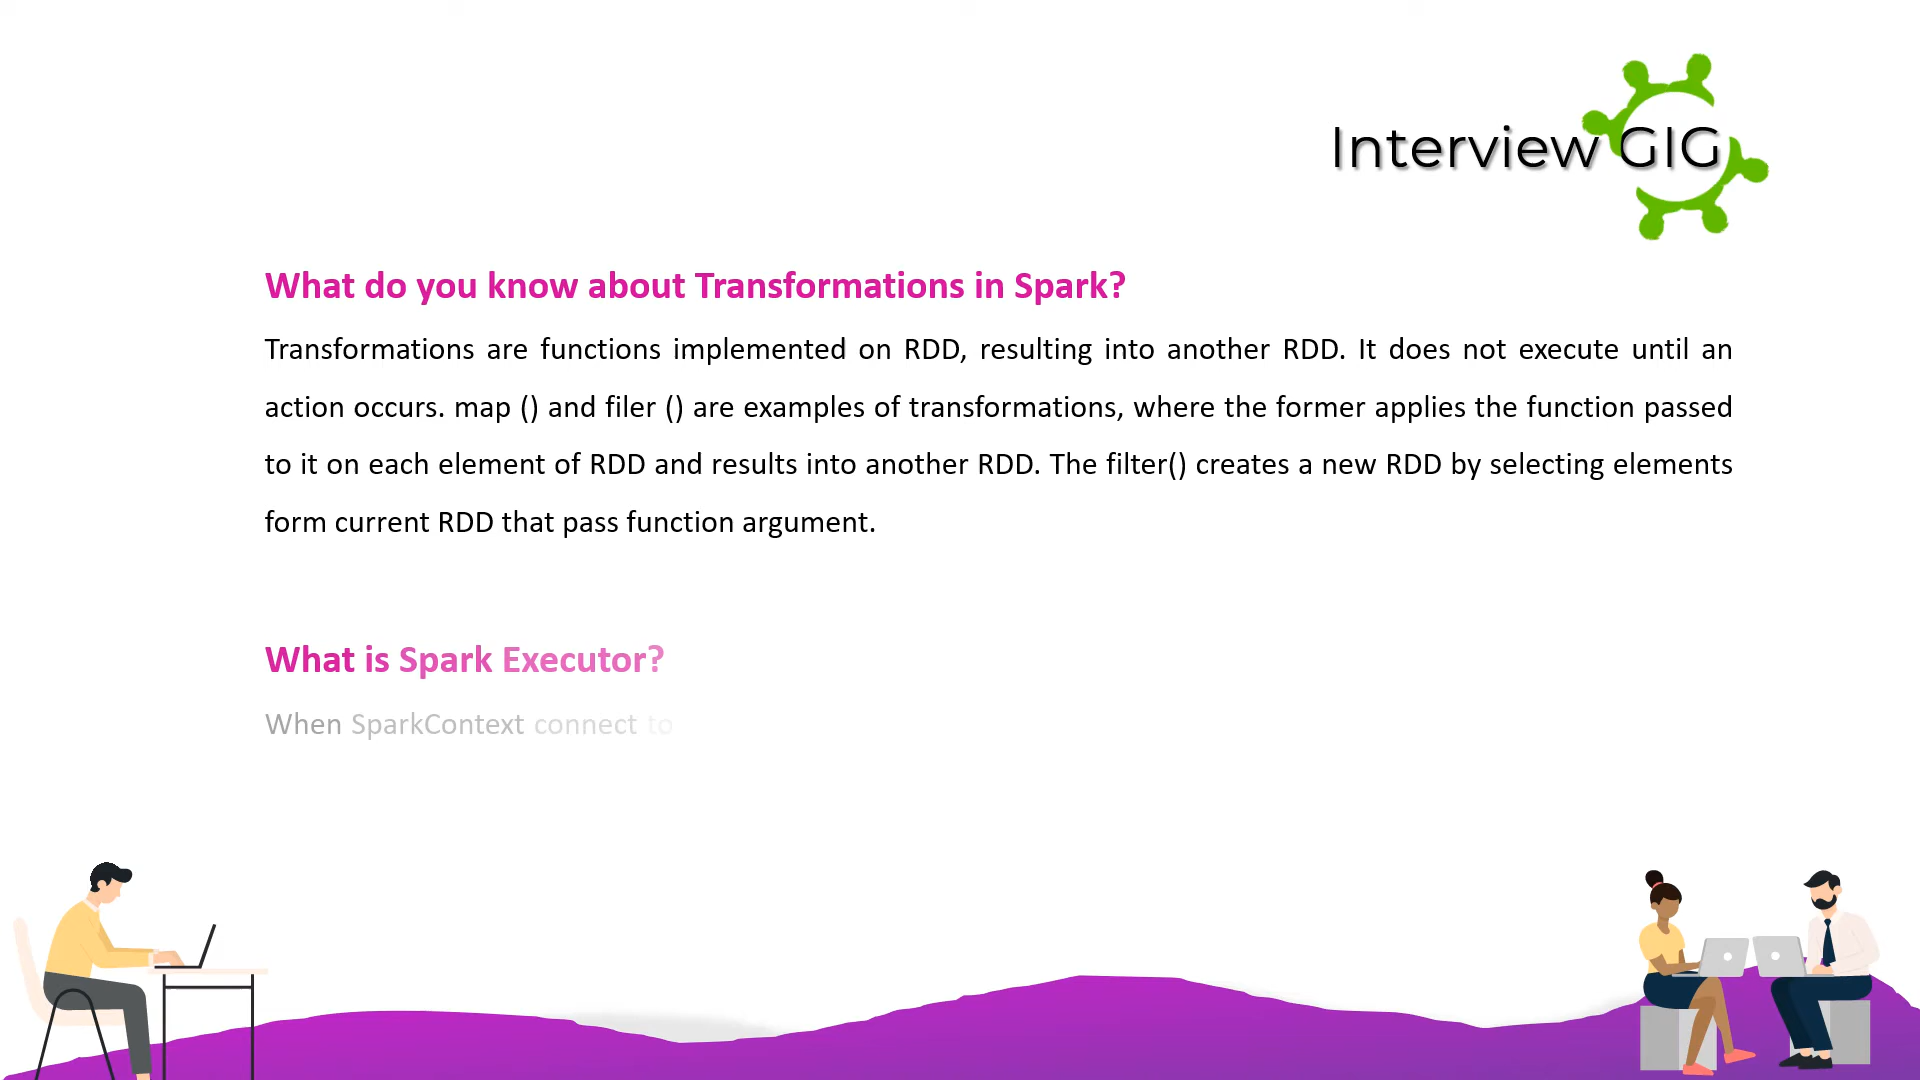 Interview GIG
What do you know about Transformations in Spark?
Transformations are functions implemented on RDD, resulting into another RDD. It does not execute until an
action occurs. map () and filer () are examples of transformations, where the former applies the function passed
to it on each element of RDD and results into another RDD. The filter() creates a new RDD by selecting elements
form current RDD that pass function argument.
What is Spark Executor?
When SparkContext connect to